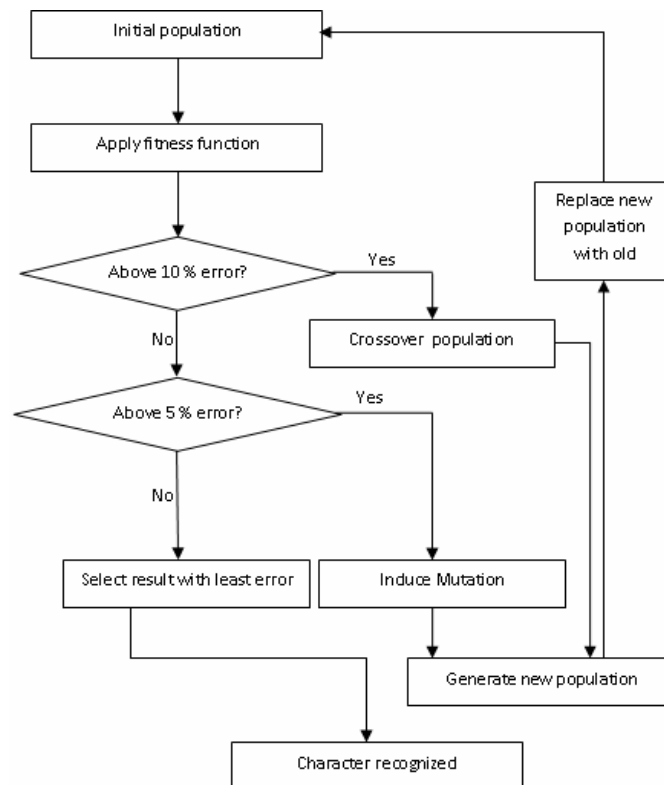 Initial population
Apply fitness function
Replace new
population
with old
Above 10 % error?
Yes
No
Crossover population
Above 5 % error?
Yes
No
Select result with least error
Induce Mutation
Generate new population
Character recognized